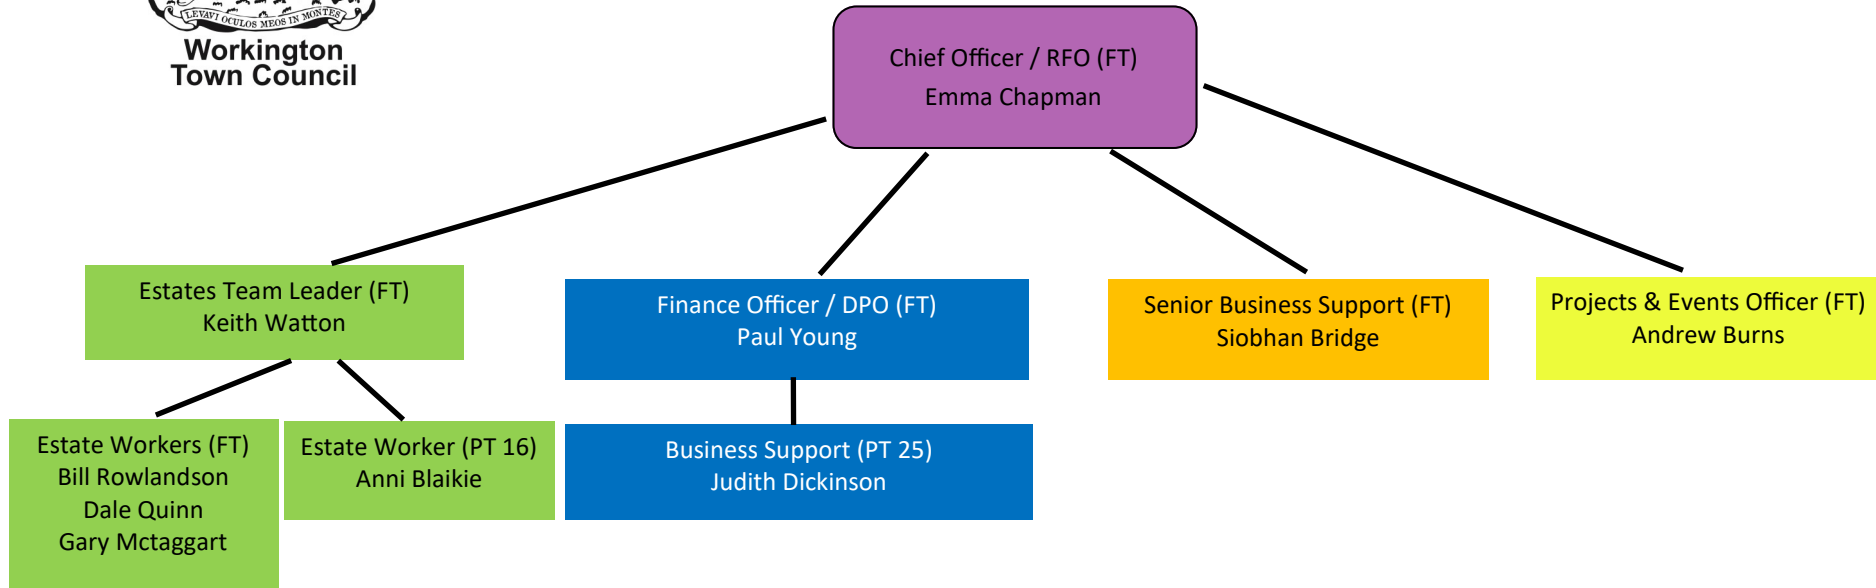 LEVAVI OCULOS MEOS IN MONTES
Workington
Town Council
Chief Officer / RFO (FT)
Emma Chapman
Estates Team Leader (FT)
Keith Watton
Finance Officer / DPO (FT)
Paul Young
Senior Business Support (FT)
Siobhan Bridge
Projects & Events Officer (FT)
Andrew Burns
Estate Workers (FT)
Bill Rowlandson
Dale Quinn
Gary Mctaggart
Estate Worker (PT 16)
Anni Blaikie
Business Support (PT 25)
Judith Dickinson